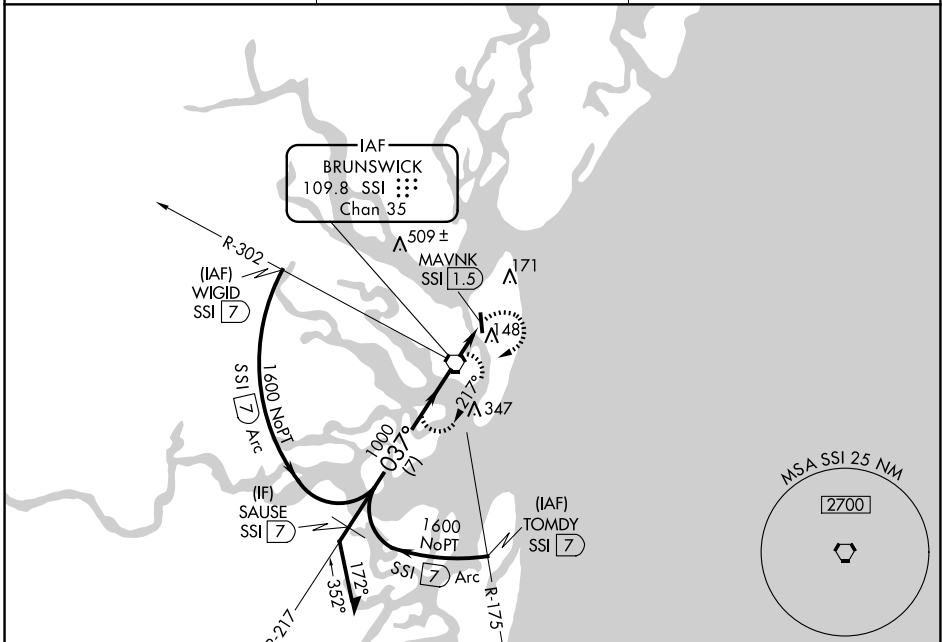 IAF
BRUNSWICK
109.8 SSI
Chan 35
R-302
509 ±
MAVNK
SSI 1.5
171
(IAF)
WIGID
SSI 7
148
1600 NoPT
SSI 7 Arc
217°
347
1000
037°
(7)
MSA SSI 25 NM
2700
(IF)
SAUSE
SSI 7
(IAF)
TOMDY
SSI 7
1600
NoPT
SSI 7 Arc
172°
352°
R-175
R-217